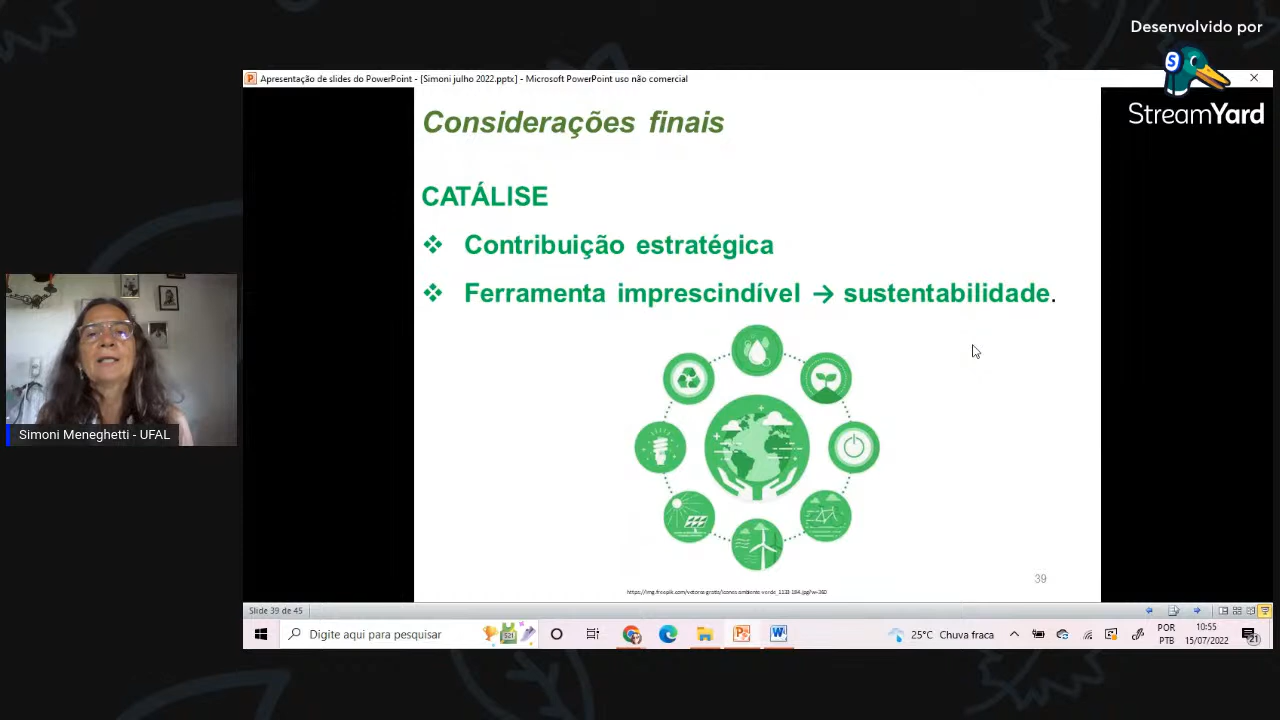 Desenvolvido por
StreamYard
Apresentação de slides do PowerPoint - [Simoni julho 2022.pptx] - Microsoft PowerPoint uso não comercial
Considerações finais
CATÁLISE
❖ Contribuição estratégica
❖ Ferramenta imprescindível → sustentabilidade.
Simoni Meneghetti - UFAL
39
Slide 39 de 45
Digite aqui para pesquisar
25°C Chuva fraca
POR
PTB
10:55
15/07/2022
21